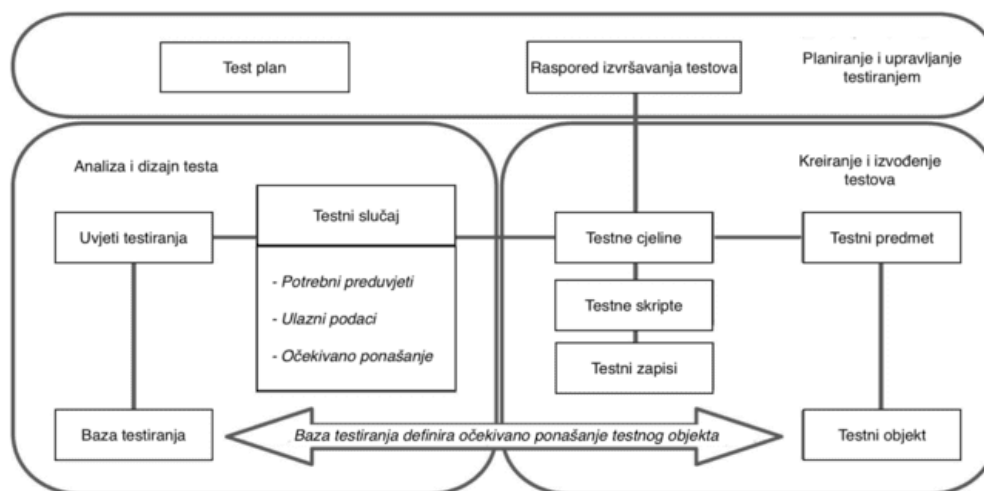 Test plan
Raspored izvršavanja testova
Planiranje i upravljanje
testiranjem
Analiza i dizajn testa
Kreiranje i izvođenje
testova
Testni slučaj
Uvjeti testiranja
Testne cjeline
Testni predmet
- Potrebni preduvjeti
- Ulazni podaci
- Očekivano ponašanje
Testne skripte
Testni zapisi
Baza testiranja
Baza testiranja definira očekivano ponašanje testnog objekta
Testni objekt